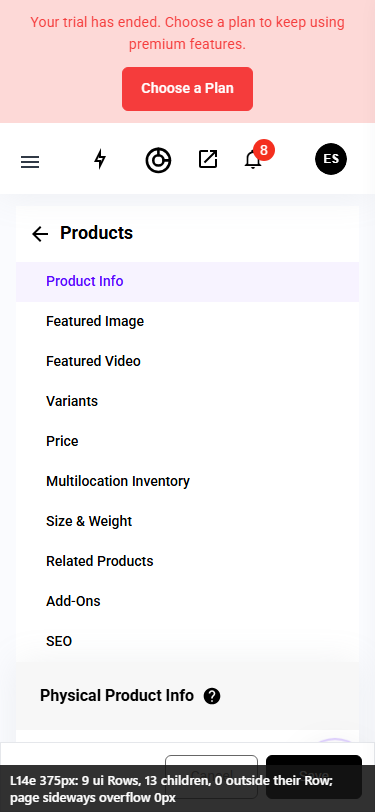 Your trial has ended. Choose a plan to keep using
premium features.
Choose a Plan
8
ES
Products
Product Info
Featured Image
Featured Video
Variants
Price
Multilocation Inventory
Size & Weight
Related Products
Add-Ons
SEO
Physical Product Info
L14e 375px: 9 ui Rows, 13 children, 0 outside their Row;
page sideways overflow 0px